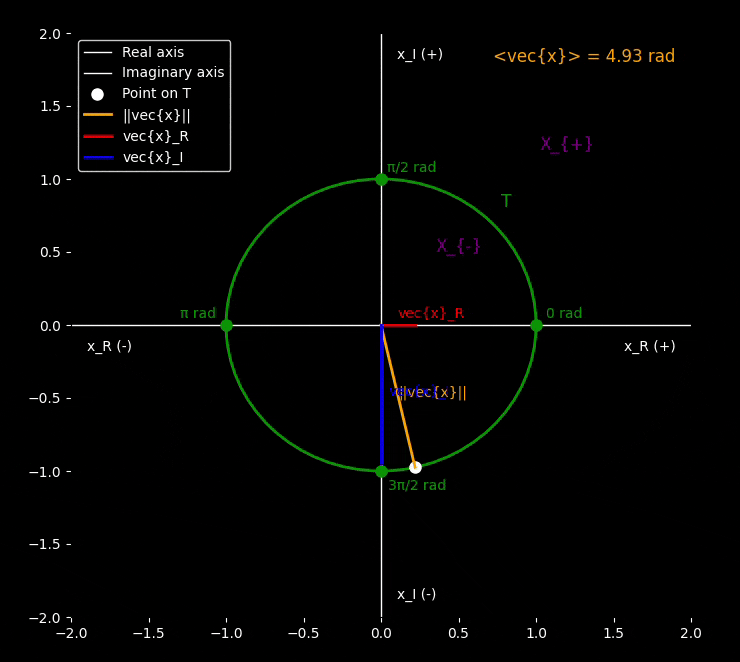 2.0
1.5
1.0
0.5
0.0
−0.5
−1.0
−1.5
−2.0
Real axis
Imaginary axis
Point on T
||vec{x}||
vec{x}_R
vec{x}_I
x_I (+)
<vec{x}> = 4.93 rad
X_{+}
π/2 rad
T
X_{-}
π rad
vec{x}_R
0 rad
x_R (-)
x_R (+)
vec{x}_I
||vec{x}||
3π/2 rad
x_I (-)
−2.0 −1.5 −1.0 −0.5 0.0 0.5 1.0 1.5 2.0